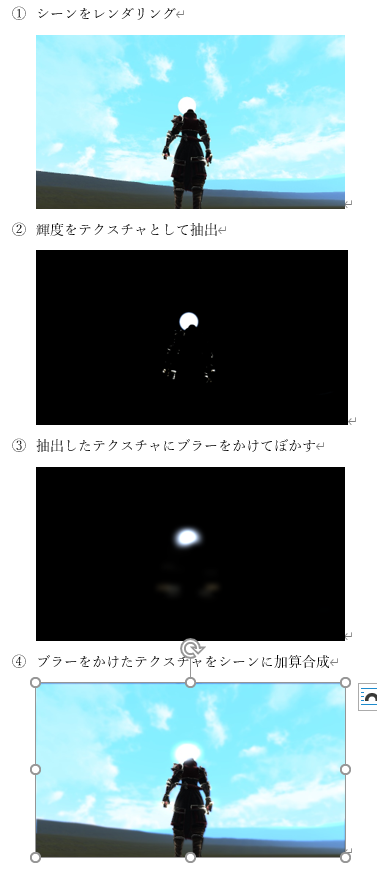 ① シーンをレンダリング
② 輝度をテクスチャとして抽出
③ 抽出したテクスチャにブラーをかけてぼかす
④ ブラーをかけたテクスチャをシーンに加算合成